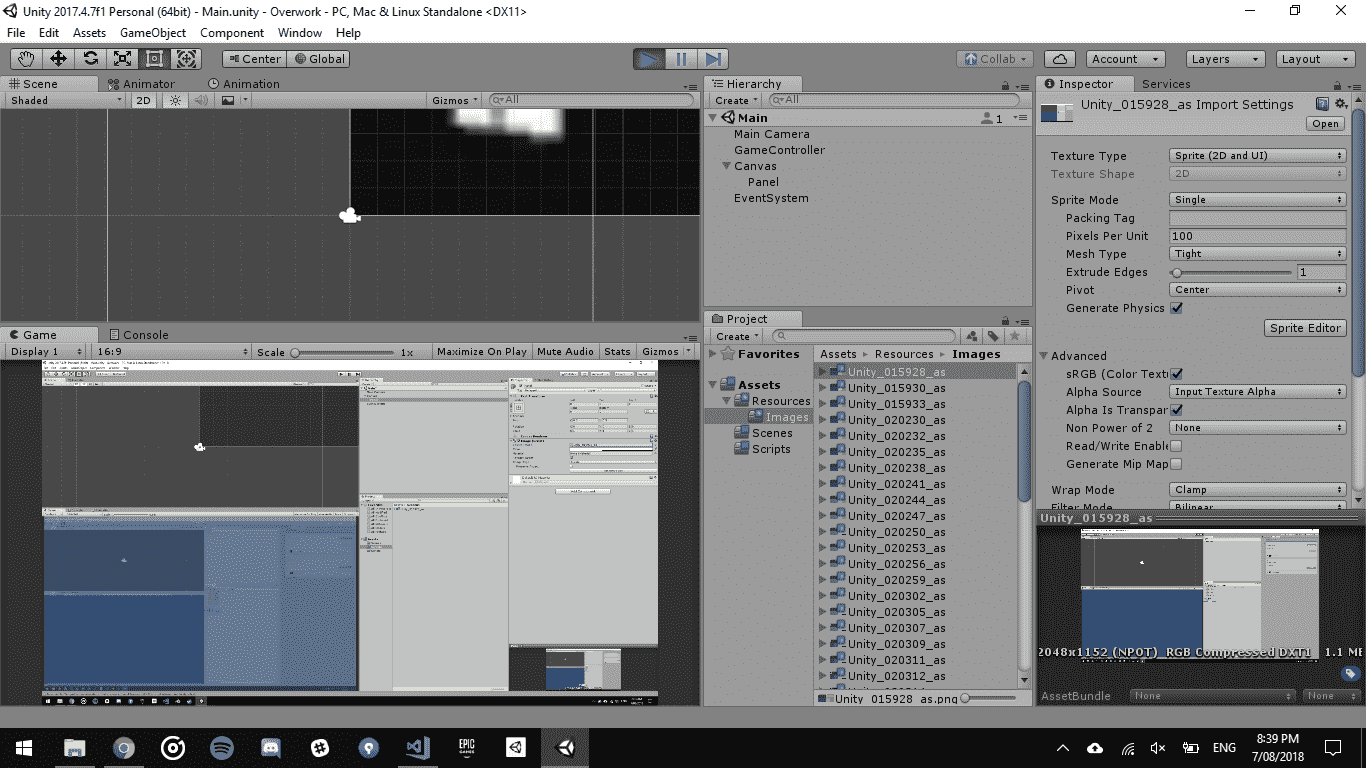 Unity 2017.4.7f1 Personal (64bit) - Main.unity - Overwork - PC, Mac & Linux Standalone <DX11>
File Edit Assets GameObject Component Window Help
Center Global
Collab Account Layers Layout
Scene Animator Animation
Shaded 2D Gizmos All
Game Console
Display 1 16:9 Scale 1x Maximize On Play Mute Audio Stats Gizmos
Hierarchy
Create All
Main 1
Main Camera
GameController
Canvas
Panel
EventSystem
Project
Create
Favorites
Assets
Resources
Images
Scenes
Scripts
Assets Resources Images
Unity_015928_as
Unity_015930_as
Unity_015933_as
Unity_020230_as
Unity_020232_as
Unity_020235_as
Unity_020238_as
Unity_020241_as
Unity_020244_as
Unity_020247_as
Unity_020250_as
Unity_020253_as
Unity_020256_as
Unity_020259_as
Unity_020302_as
Unity_020305_as
Unity_020307_as
Unity_020309_as
Unity_020311_as
Unity_020312_as
Unity_015928_as.png
Inspector Services
Unity_015928_as Import Settings
Open
Texture Type Sprite (2D and UI)
Texture Shape 2D
Sprite Mode Single
Packing Tag
Pixels Per Unit 100
Mesh Type Tight
Extrude Edges 1
Pivot Center
Generate Physics
Sprite Editor
Advanced
sRGB (Color Textu
Alpha Source Input Texture Alpha
Alpha Is Transpar
Non Power of 2 None
Read/Write Enable
Generate Mip Map
Wrap Mode Clamp
Filter Mode Bilinear
Unity_015928_as
2048x1152 (NPOT) RGB Compressed DXT1 1.1 ME
AssetBundle None None
EPIC GAMES
ENG
8:39 PM
7/08/2018